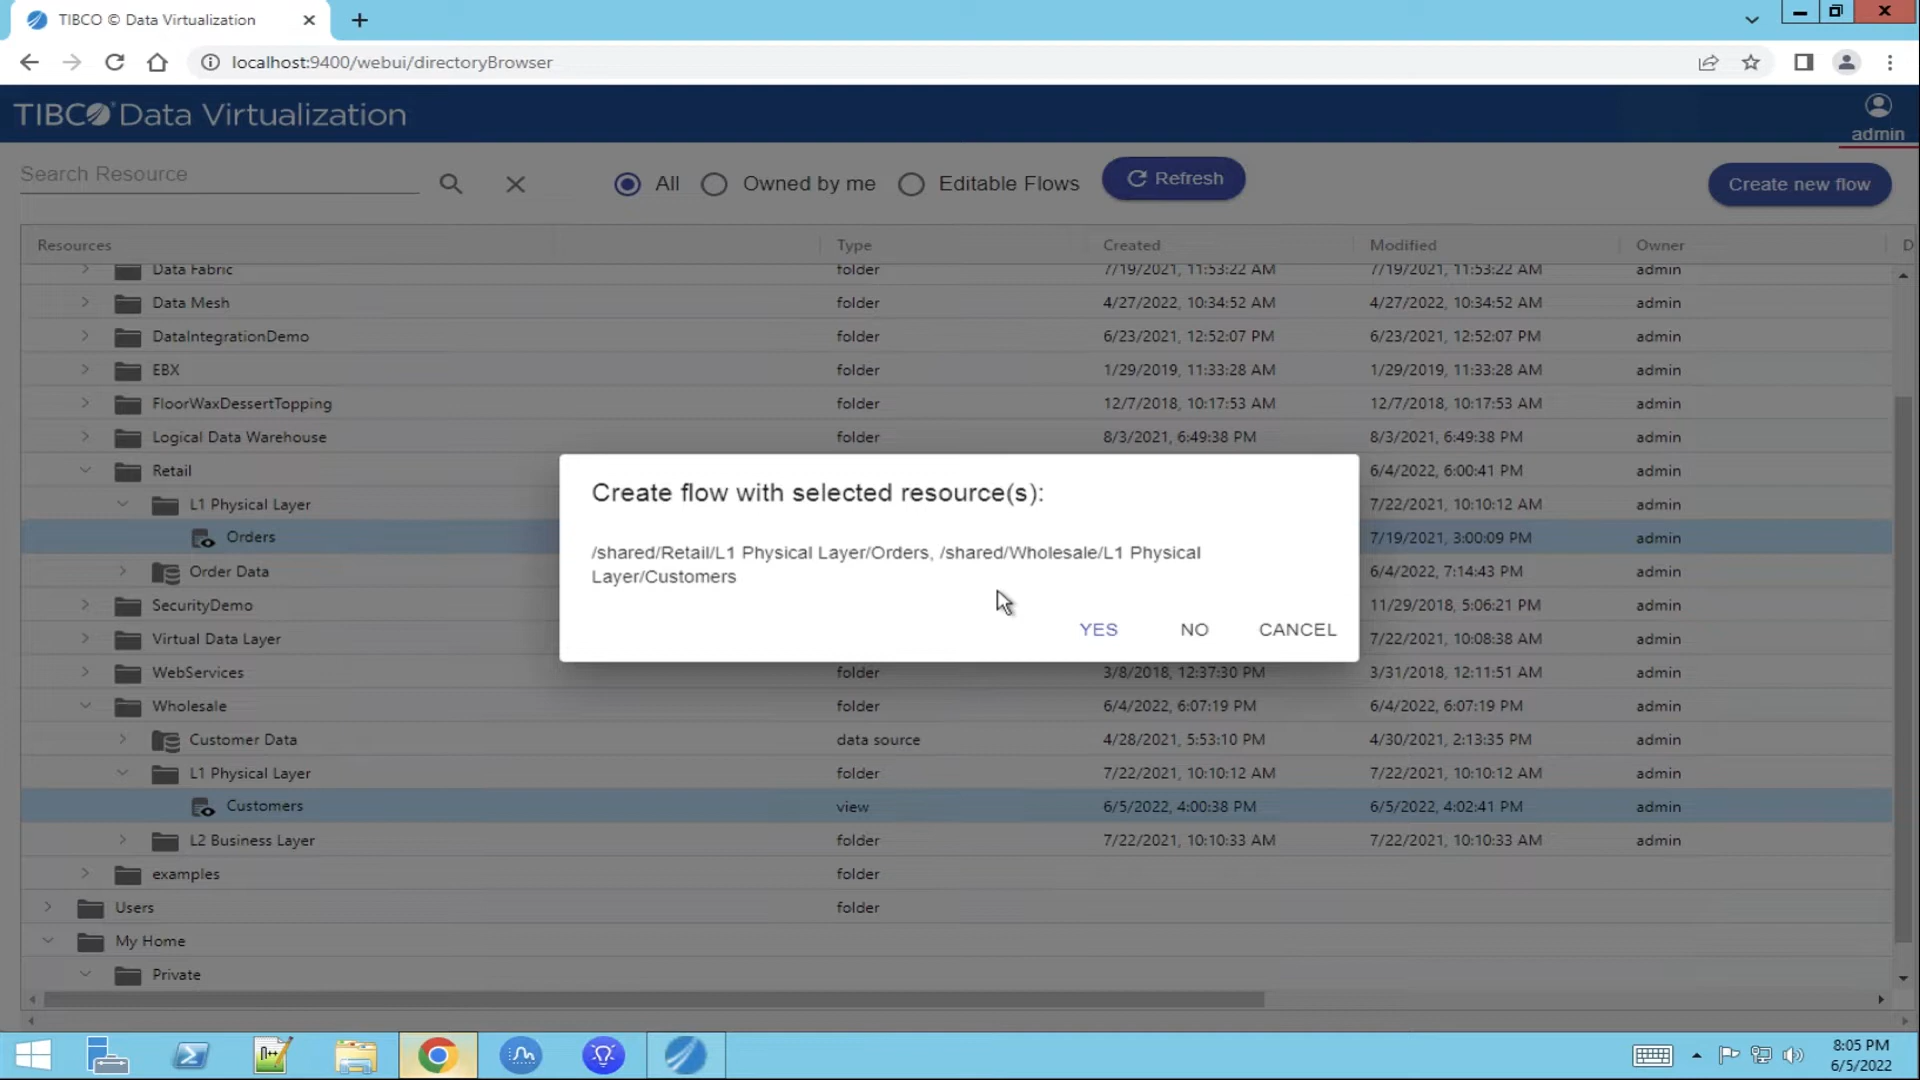 TIBCO © Data Virtualization
localhost:9400/webui/directoryBrowser
TIBCO® Data Virtualization
admin
Search Resource
All
Owned by me
Editable Flows
Refresh
Create new flow
Resources Type Created Modified Owner D
Data Fabric folder 7/19/2021, 11:53:22 AM 7/19/2021, 11:53:22 AM admin
Data Mesh folder 4/27/2022, 10:34:52 AM 4/27/2022, 10:34:52 AM admin
DataIntegrationDemo folder 6/23/2021, 12:52:07 PM 6/23/2021, 12:52:07 PM admin
EBX folder 1/29/2019, 11:33:28 AM 1/29/2019, 11:33:28 AM admin
FloorWaxDessertTopping folder 12/7/2018, 10:17:53 AM 12/7/2018, 10:17:53 AM admin
Logical Data Warehouse folder 8/3/2021, 6:49:38 PM 8/3/2021, 6:49:38 PM admin
Retail 6/4/2022, 6:00:41 PM admin
L1 Physical Layer 7/22/2021, 10:10:12 AM admin
Orders 7/19/2021, 3:00:09 PM admin
Order Data 6/4/2022, 7:14:43 PM admin
SecurityDemo 11/29/2018, 5:06:21 PM admin
Virtual Data Layer 7/22/2021, 10:08:38 AM admin
WebServices folder 3/8/2018, 12:37:30 PM 3/31/2018, 12:11:51 AM admin
Wholesale folder 6/4/2022, 6:07:19 PM 6/4/2022, 6:07:19 PM admin
Customer Data data source 4/28/2021, 5:53:10 PM 4/30/2021, 2:13:35 PM admin
L1 Physical Layer folder 7/22/2021, 10:10:12 AM 7/22/2021, 10:10:12 AM admin
Customers view 6/5/2022, 4:00:38 PM 6/5/2022, 4:02:41 PM admin
L2 Business Layer folder 7/22/2021, 10:10:33 AM 7/22/2021, 10:10:33 AM admin
examples folder
Users folder
My Home
Private
Create flow with selected resource(s):
/shared/Retail/L1 Physical Layer/Orders, /shared/Wholesale/L1 Physical
Layer/Customers
YES NO CANCEL
8:05 PM
6/5/2022